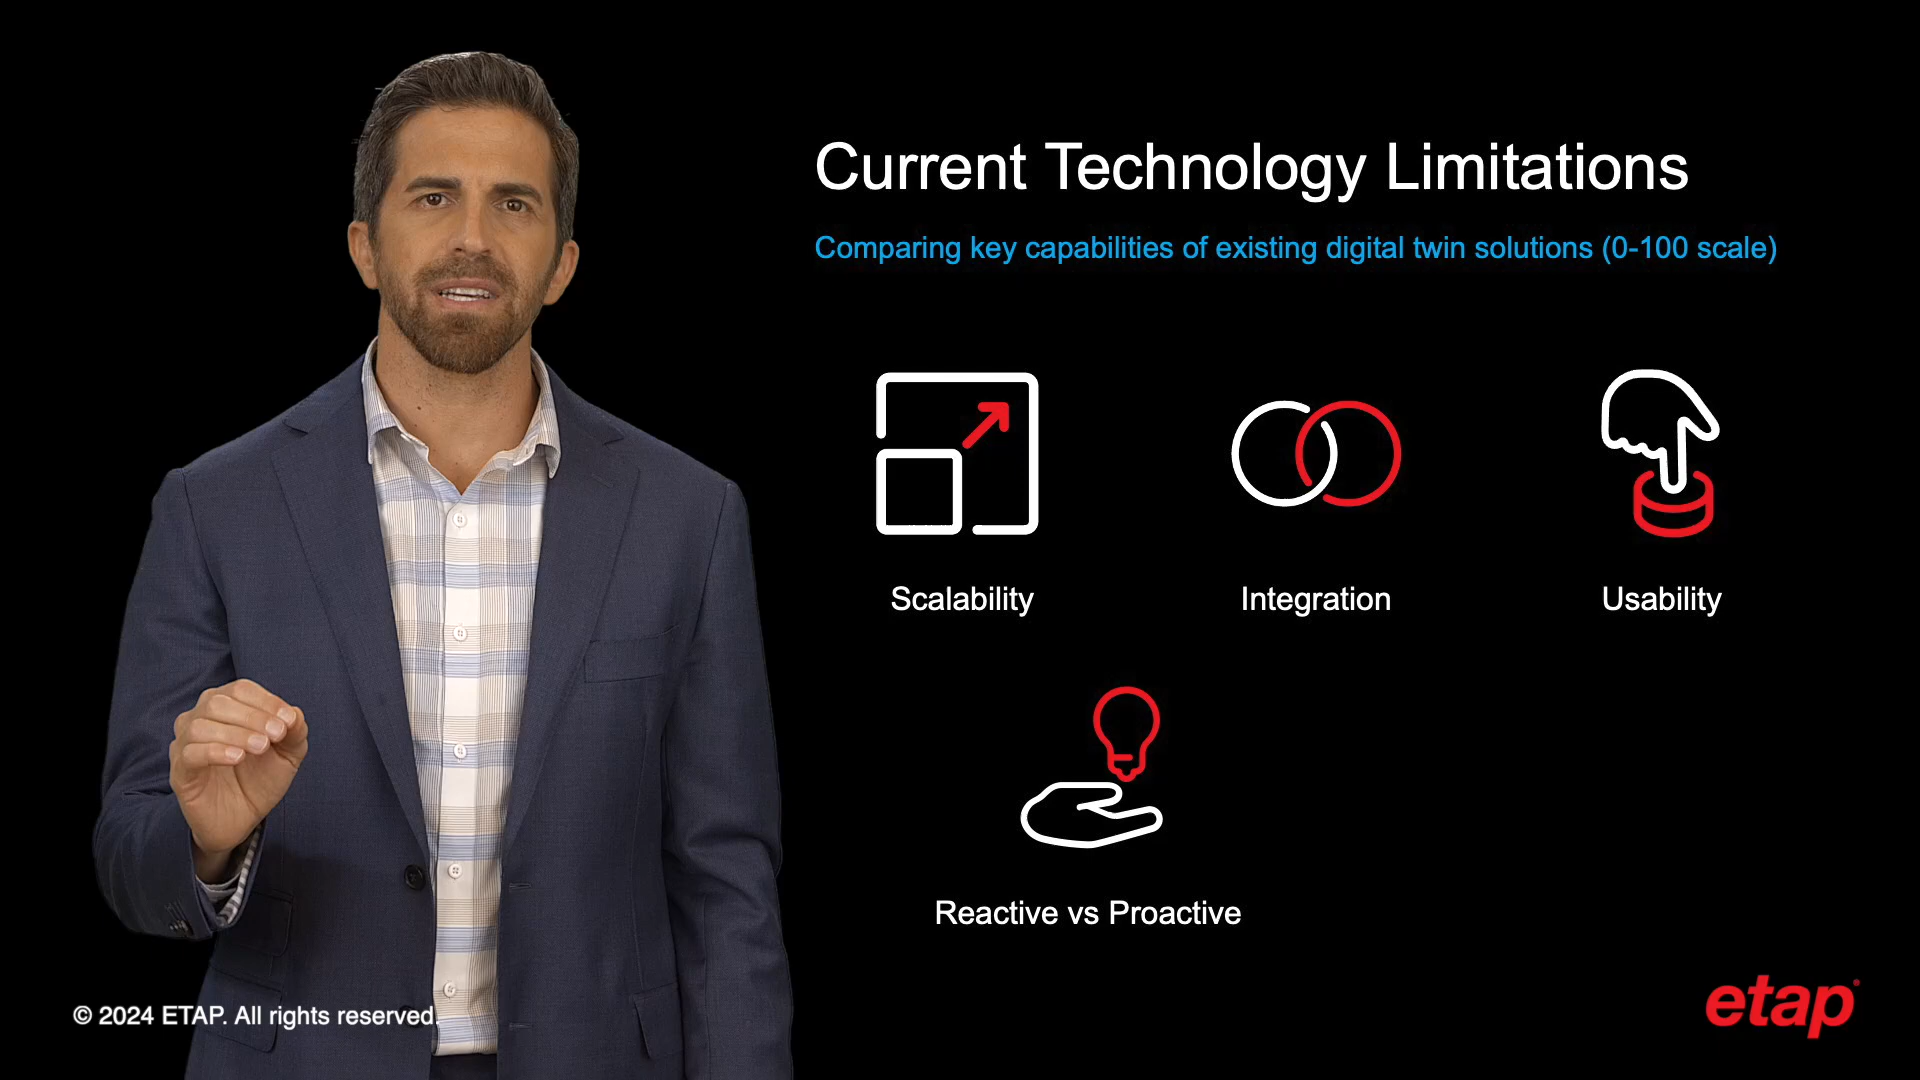 Current Technology Limitations
Comparing key capabilities of existing digital twin solutions (0-100 scale)
Scalability
Integration
Usability
Reactive vs Proactive
© 2024 ETAP. All rights reserved.
etap